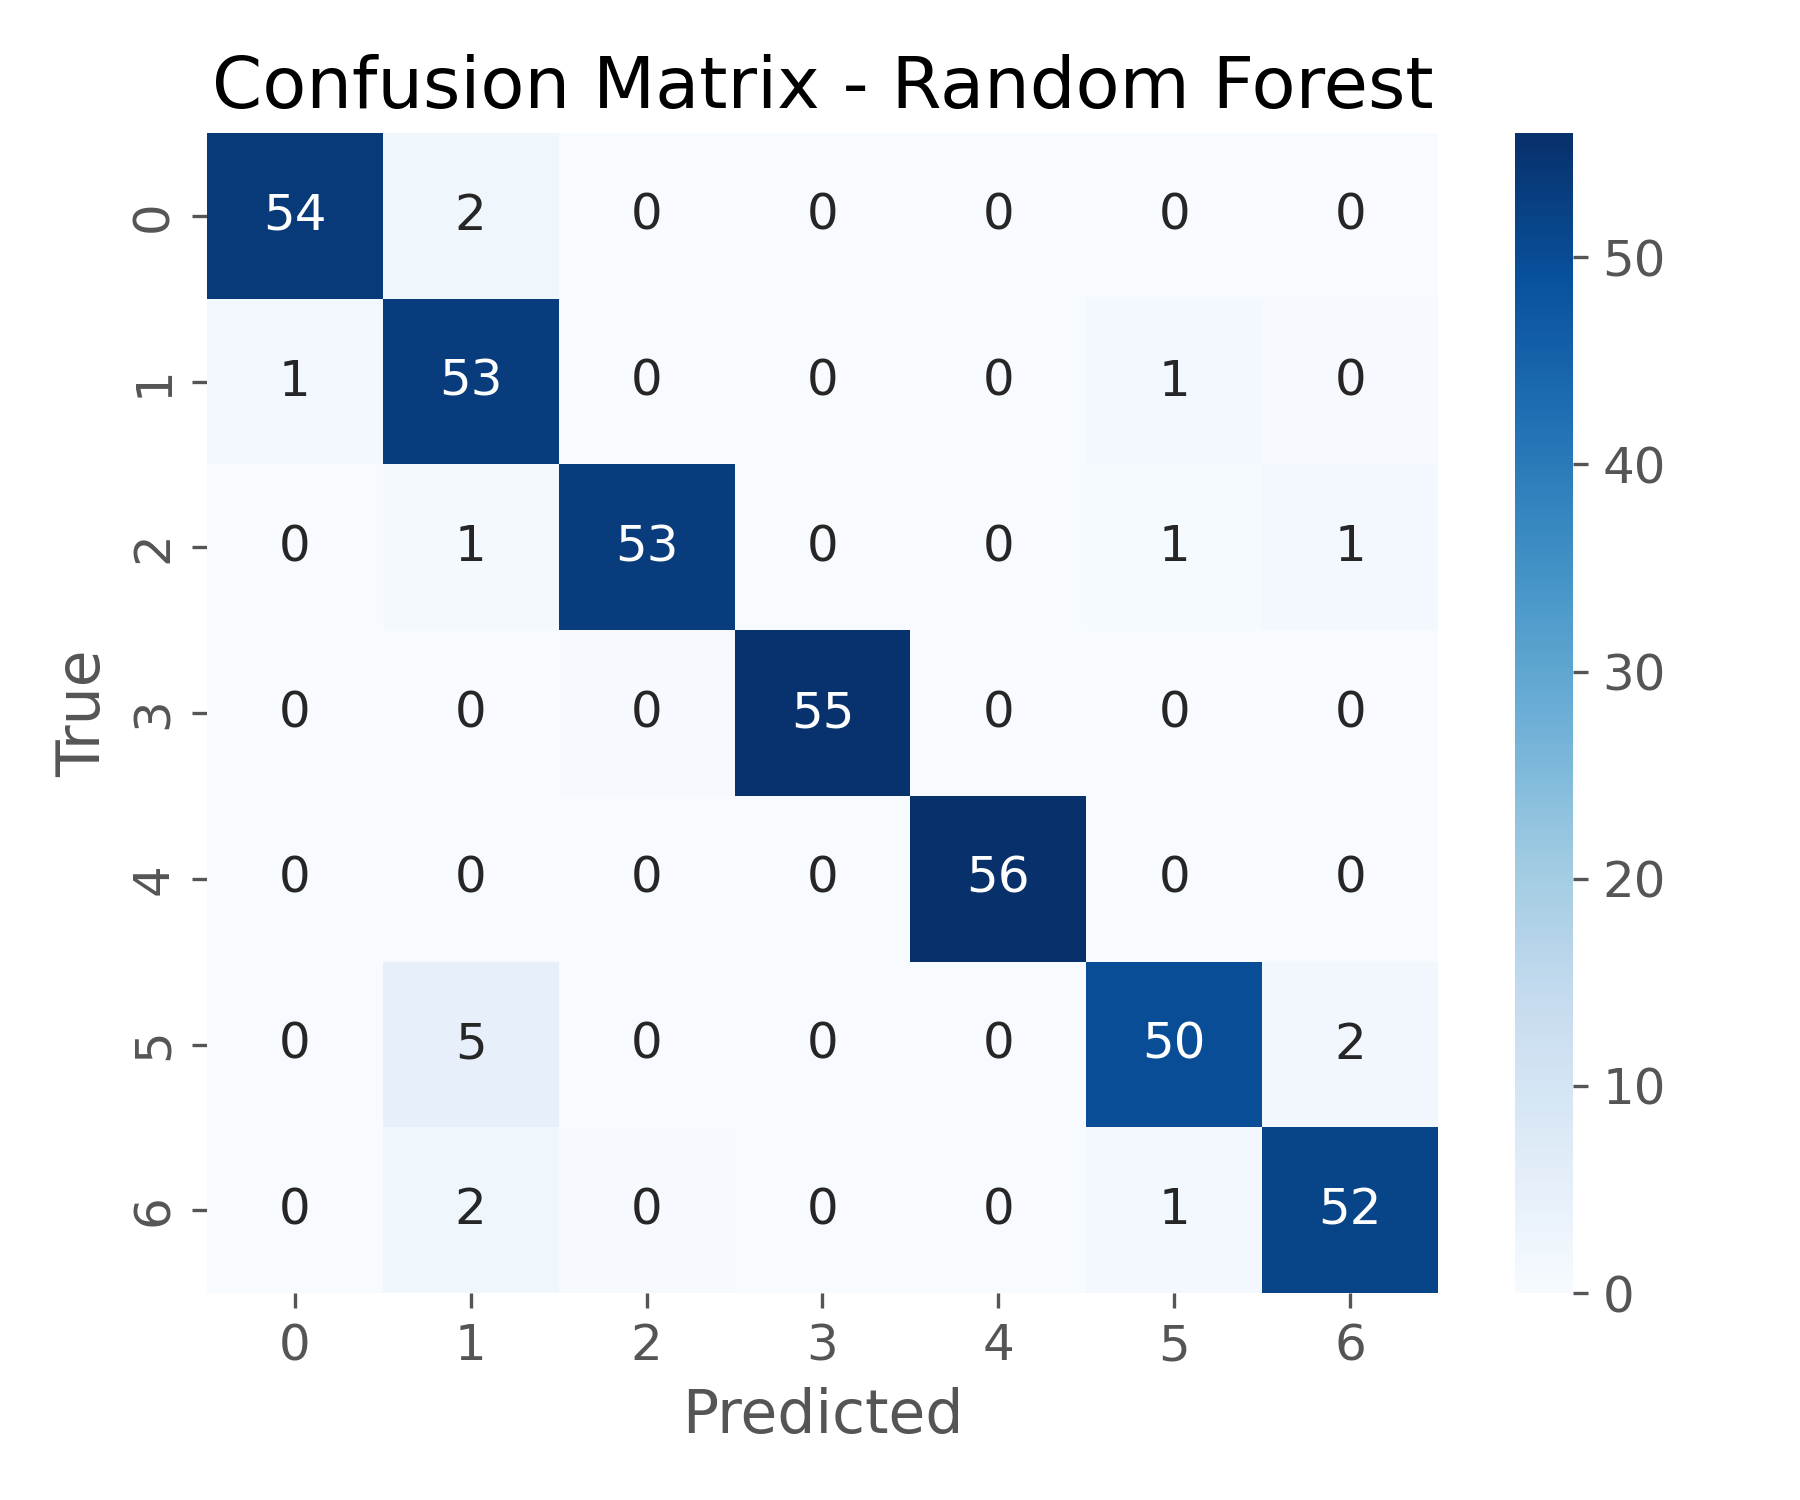 Confusion Matrix - Random Forest
True
0 54 2 0 0 0 0 0
1 1 53 0 0 0 1 0
2 0 1 53 0 0 1 1
3 0 0 0 55 0 0 0
4 0 0 0 0 56 0 0
5 0 5 0 0 0 50 2
6 0 2 0 0 0 1 52
0 1 2 3 4 5 6
Predicted
50
40
30
20
10
0